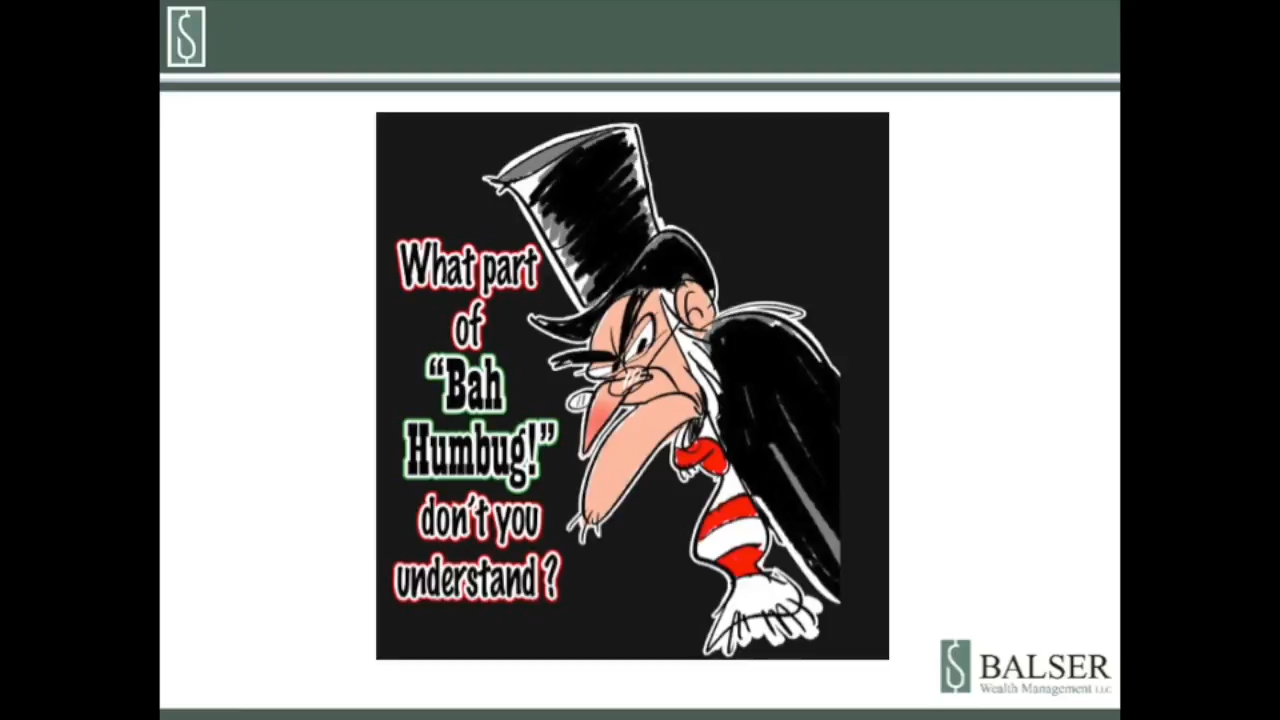 What part
of
“Bah
Humbug!”
don't you
understand?
BALSER
Wealth Management LLC